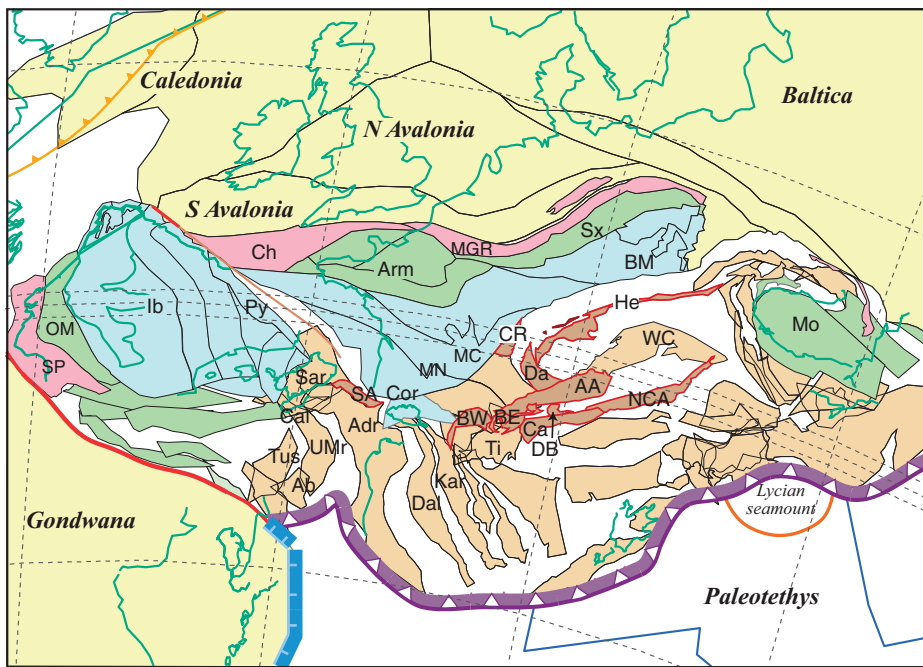 Caledonia
Baltica
N Avalonia
S Avalonia
Ch
MGR
Sx
Arm
BM
Ib
Py
He
OM
Mo
CR
WC
SP
MC
MN
Da
Sar
AA
SA
Cor
NCA
Cal
Adr
BW
BE
Ca
UMr
DB
Tus
Ti
Kar
Ab
Dal
Lycian
seamount
Gondwana
Paleotethys